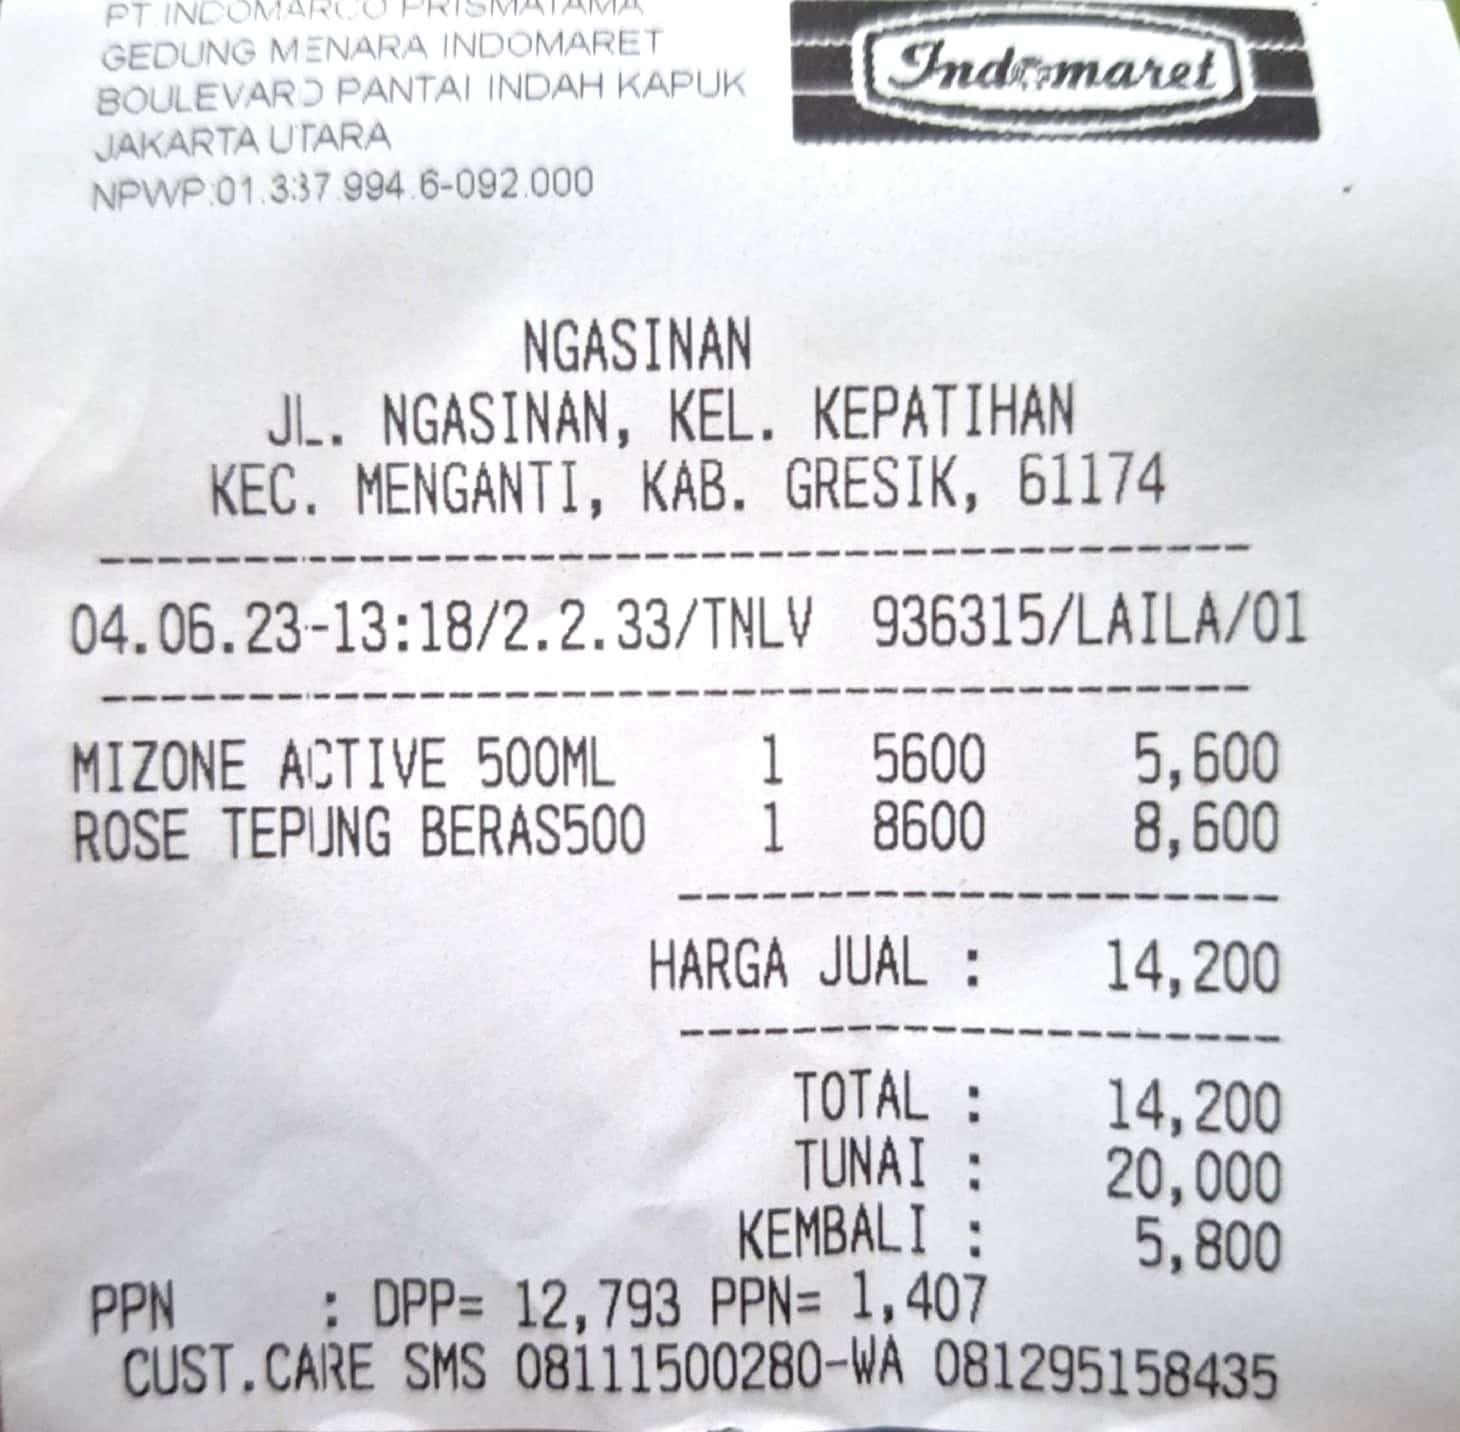 PT.INDOMARCO PRISMATAMA
GEDUNG MENARA INDOMARET
BOULEVARD PANTAI INDAH KAPUK
JAKARTA UTARA
NPWP:01.337.994.6-092.000
Indomaret
NGASINAN
JL. NGASINAN, KEL. KEPATIHAN
KEC. MENGANTI, KAB. GRESIK, 61174
04.06.23-13:18/2.2.33/TNLV 936315/LAILA/01
MIZONE ACTIVE 500ML 1 5600 5,600
ROSE TEPUNG BERAS500 1 8600 8,600
HARGA JUAL : 14,200
TOTAL : 14,200
TUNAI : 20,000
KEMBALI : 5,800
PPN : DPP= 12,793 PPN= 1,407
CUST.CARE SMS 08111500280-WA 081295158435